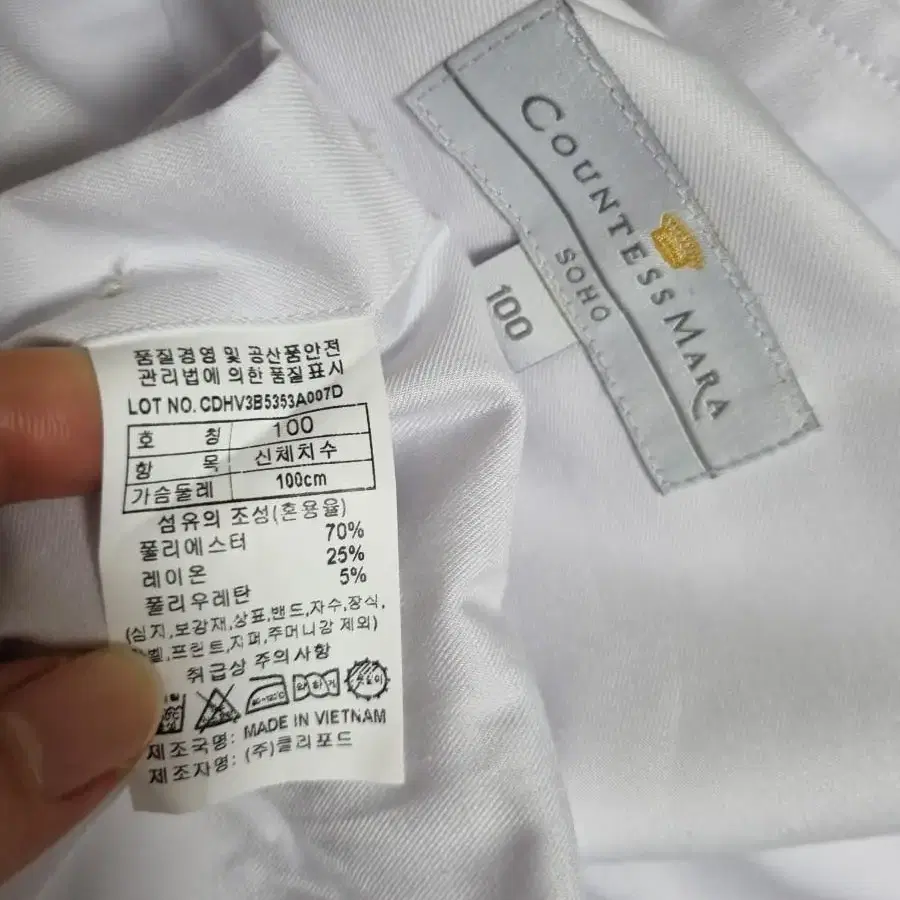 COUNTESS MARA
SOHO
100
품질경영 및 공산품안전
관리법에 의한 품질표시
LOT NO. CDHV3B5353A007D
호 칭 100
항 목 신체치수
가슴둘레 100cm
섬유의 조성(혼용율)
폴리에스터 70%
레이온 25%
폴리우레탄 5%
(심지,보강재,상표,밴드,자수,장식,
프린트,지퍼,주머니감 제외)
취급상 주의사항
제조국명: MADE IN VIETNAM
제조자명: (주)클리포드